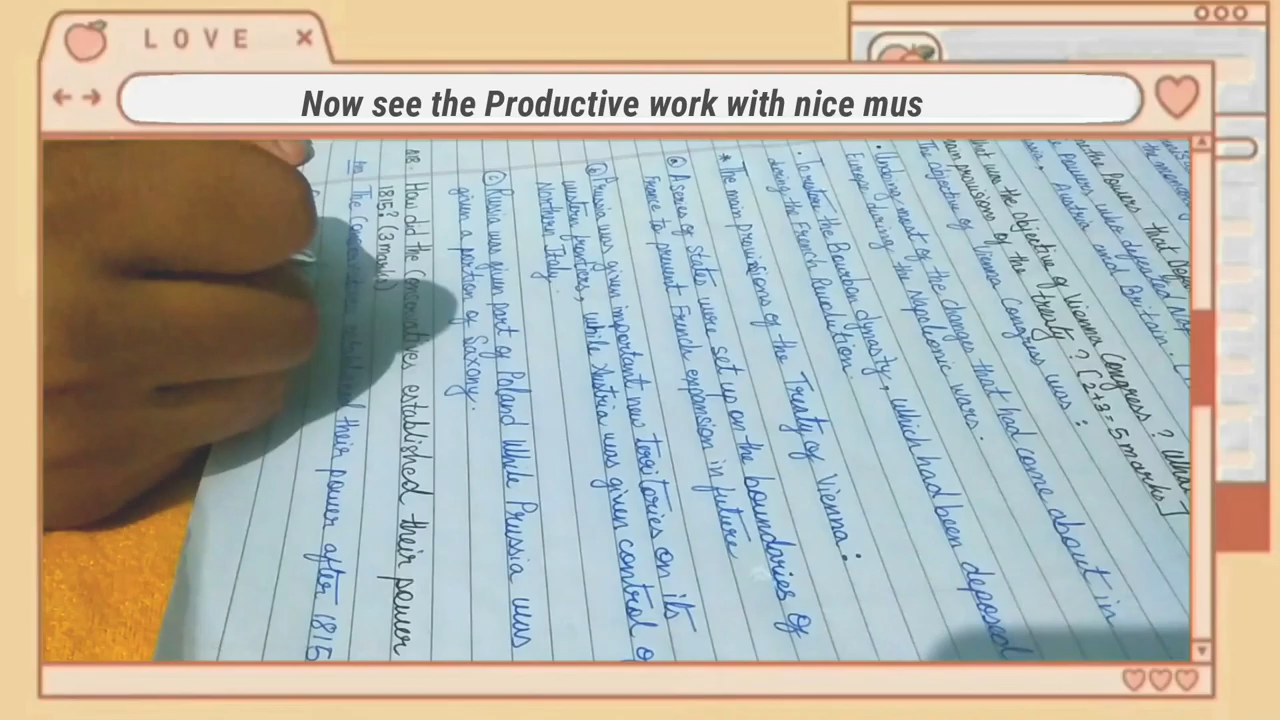 LOVE
Now see the Productive work with nice mus
the Powers that
the powers who defeated
Austria and Britain.
What was the objective of Vienna Congress? What
main provisions of the treaty? [2+3=5 marks]
The objective of Vienna Congress was:
Undoing most of the changes that had come about in
Europe during the Napoleonic wars.
To restore the Bourbon dynasty, which had been deposed
during the French Revolution.
* The main provisions of the Treaty of Vienna:
(a) A series of States were set up on the boundaries of
France to prevent French expansion in future
(b) Prussia was given important new territories on its
western frontiers, while Austria was given control of
Northern Italy.
(c) Russia was given part of Poland While Prussia was
given a portion of Saxony.
How did the Conservatives established their power
1815? (3 marks)
The Conservatives established their power after 1815